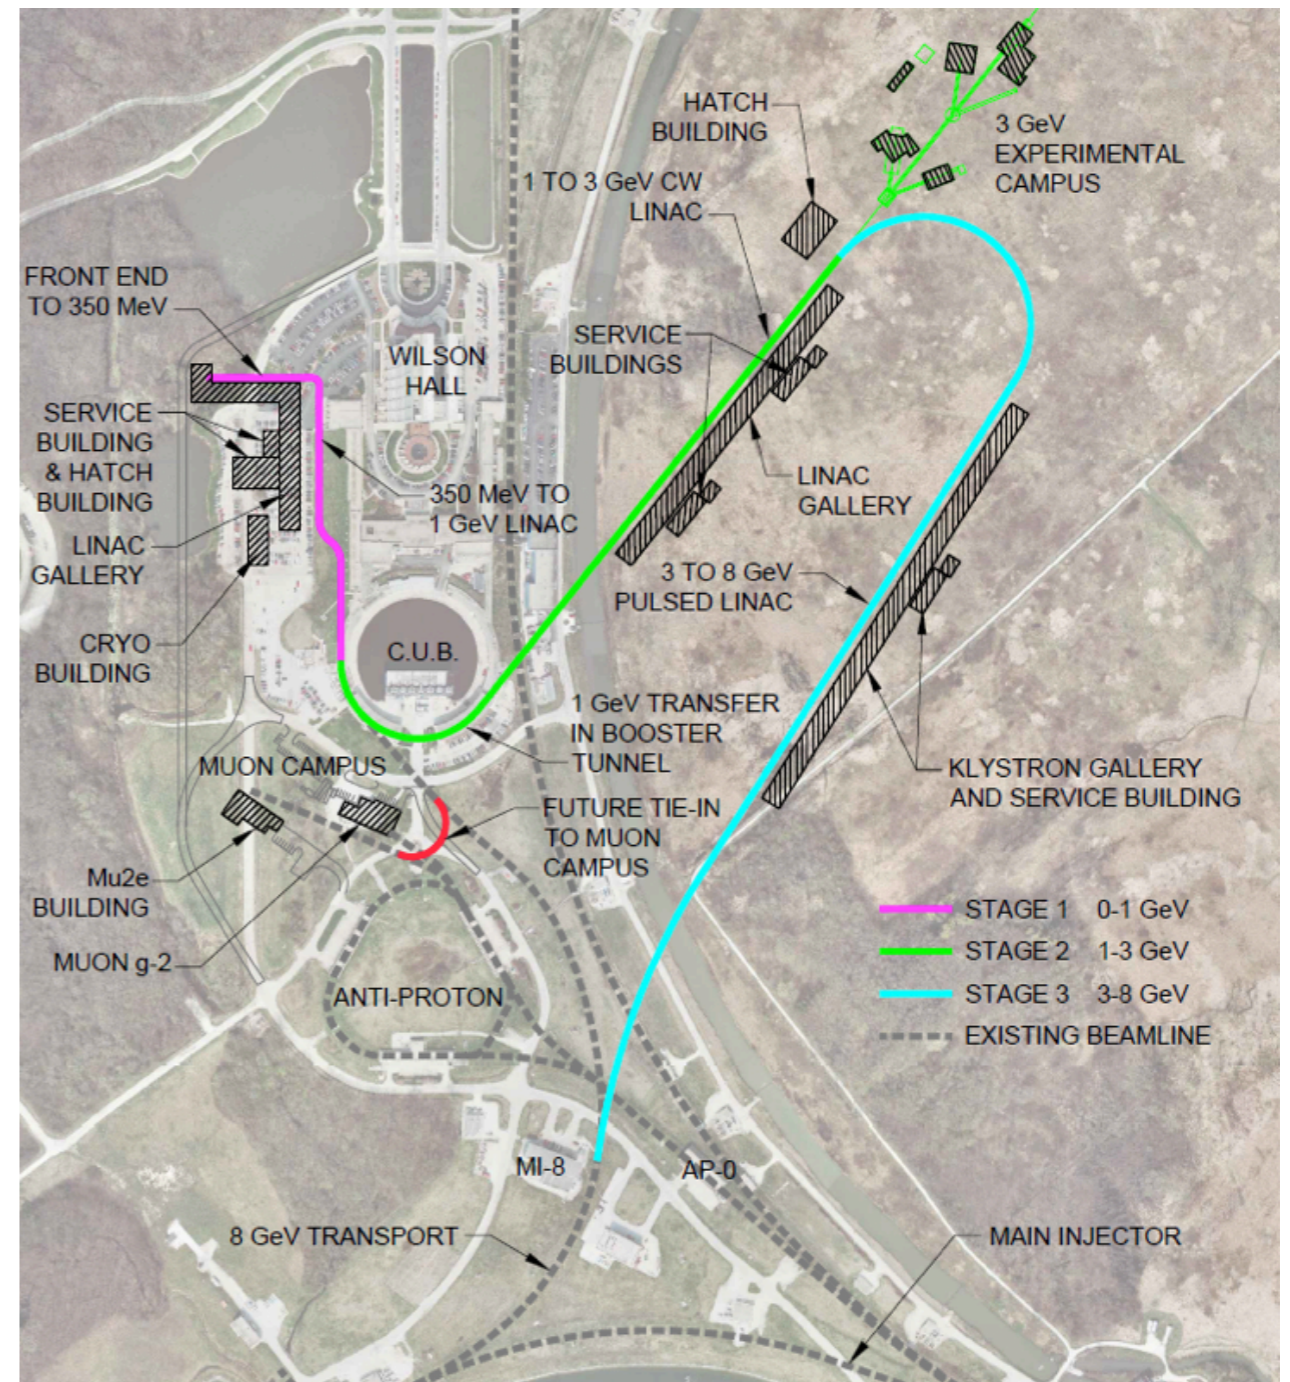 HATCH
BUILDING
3 GeV
EXPERIMENTAL
CAMPUS
1 TO 3 GeV CW
LINAC
FRONT END
TO 350 MeV
WILSON
HALL
SERVICE
BUILDINGS
SERVICE
BUILDING
& HATCH
BUILDING
350 MeV TO
1 GeV LINAC
LINAC
GALLERY
LINAC
GALLERY
3 TO 8 GeV
PULSED LINAC
CRYO
BUILDING
C.U.B.
1 GeV TRANSFER
IN BOOSTER
TUNNEL
MUON CAMPUS
KLYSTRON GALLERY
AND SERVICE BUILDING
FUTURE TIE-IN
TO MUON
CAMPUS
Mu2e
BUILDING
MUON g-2
ANTI-PROTON
STAGE 1 0-1 GeV
STAGE 2 1-3 GeV
STAGE 3 3-8 GeV
EXISTING BEAMLINE
MI-8
AP-0
8 GeV TRANSPORT
MAIN INJECTOR